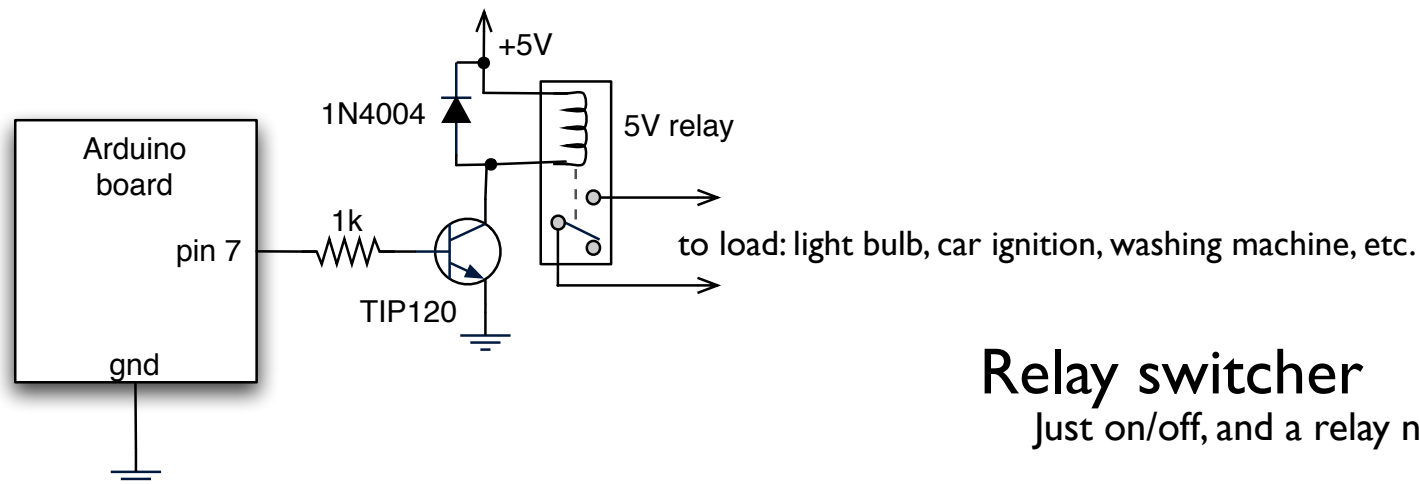 +5V
1N4004
5V relay
Arduino
board
1k
pin 7
to load: light bulb, car ignition, washing machine, etc.
TIP120
gnd
Relay switcher
Just on/off, and a relay n